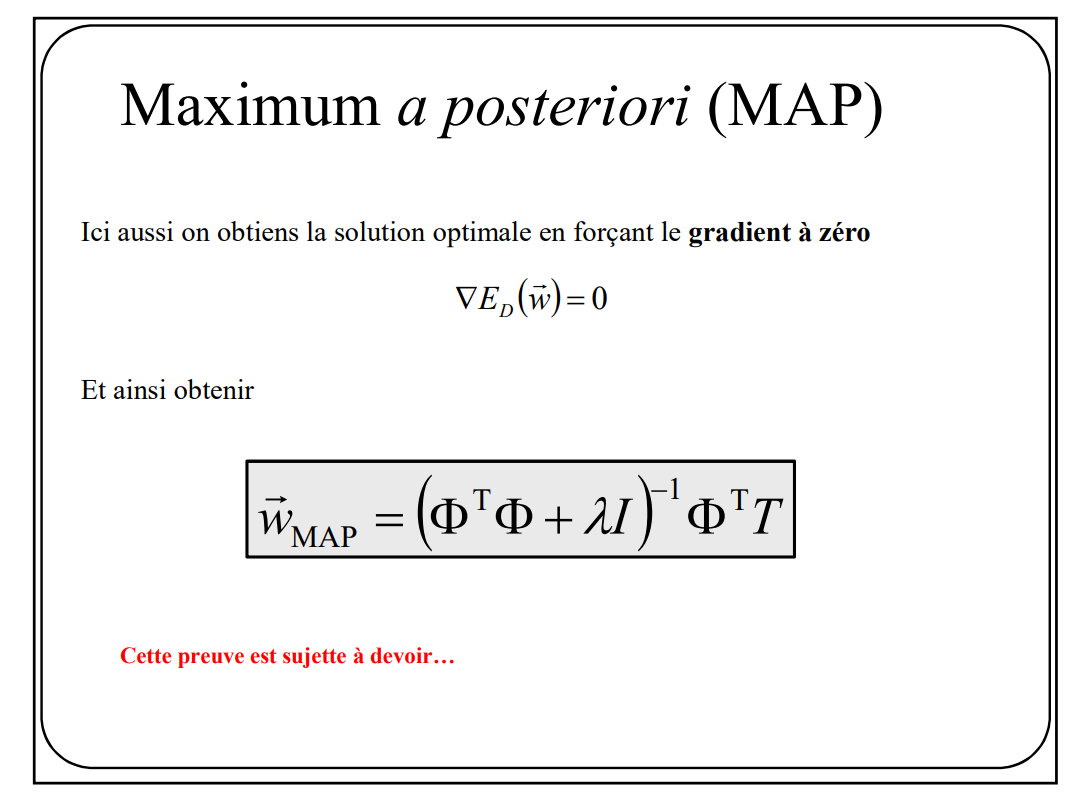 Maximum a posteriori (MAP)
Ici aussi on obtiens la solution optimale en forçant le gradient à zéro
∇E_D(w⃗) = 0
Et ainsi obtenir
w⃗_MAP = (Φ^TΦ + λI)^−1 Φ^T T
Cette preuve est sujette à devoir…